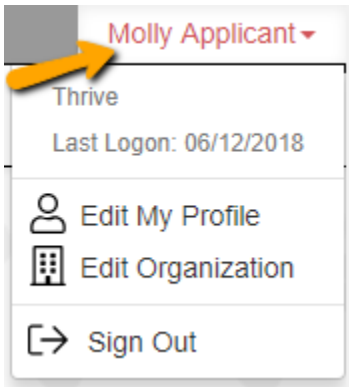 Molly Applicant
Thrive
Last Logon: 06/12/2018
Edit My Profile
Edit Organization
Sign Out